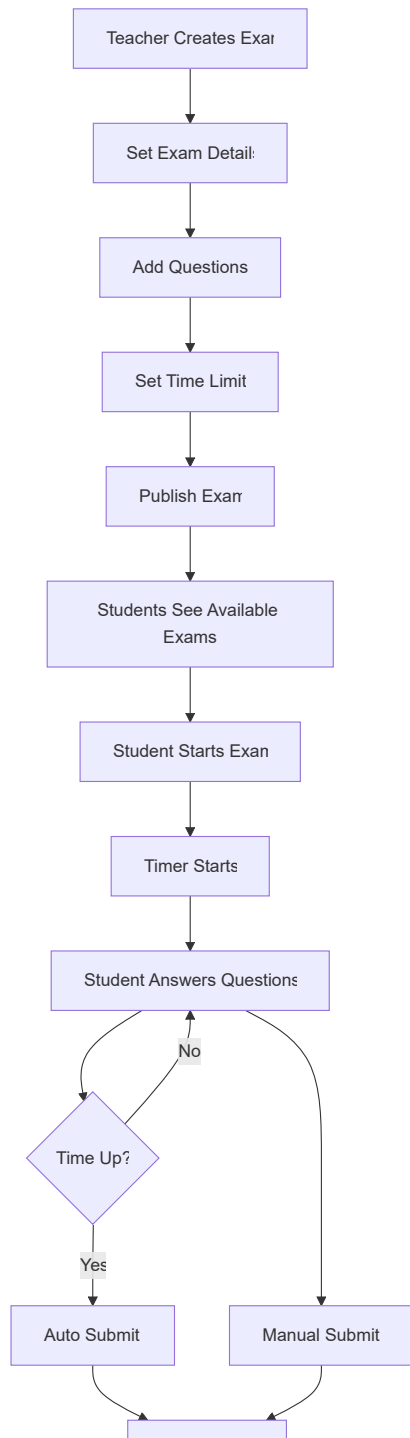 Teacher Creates Exar
Set Exam Details
Add Questions
Set Time Limit
Publish Exam
Students See Available
Exams
Student Starts Exam
Timer Starts
Student Answers Questions
No
Time Up?
Yes
Auto Submit
Manual Submit